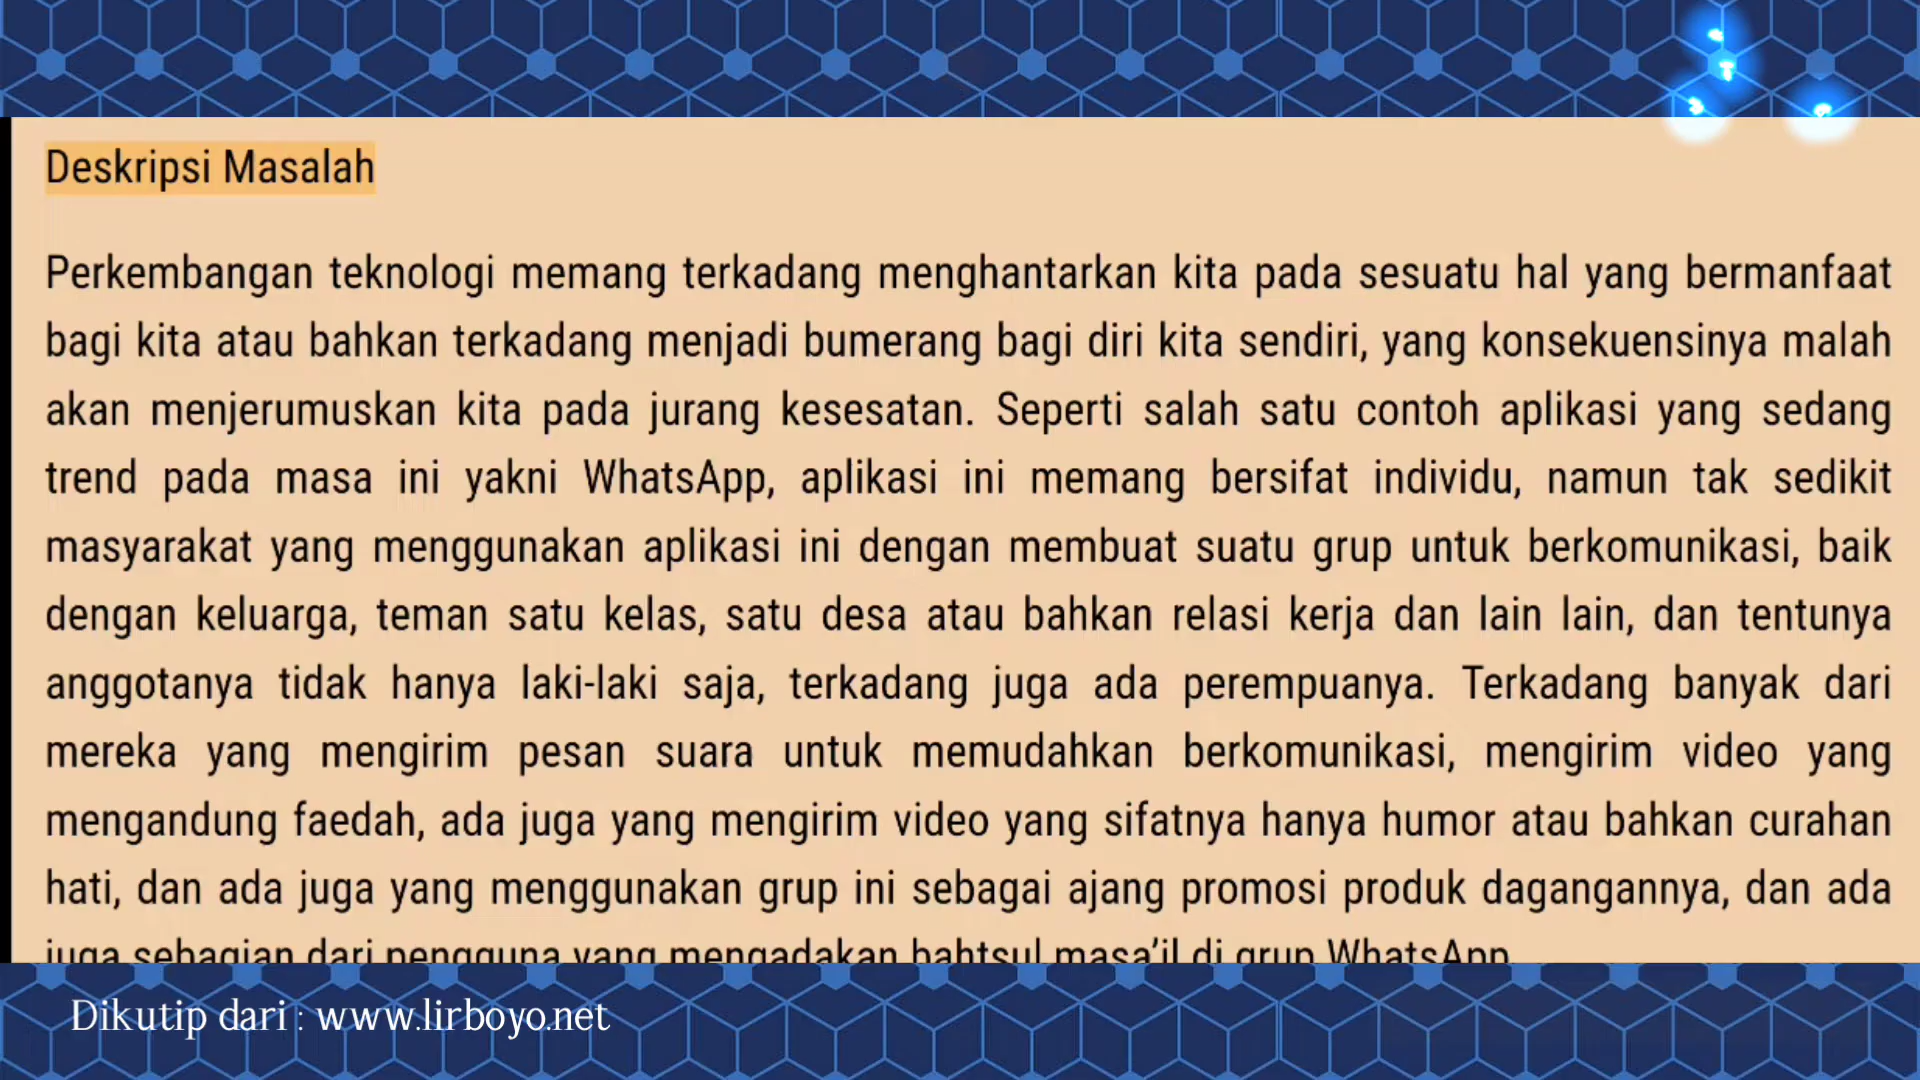 Deskripsi Masalah
Perkembangan teknologi memang terkadang menghantarkan kita pada sesuatu hal yang bermanfaat
bagi kita atau bahkan terkadang menjadi bumerang bagi diri kita sendiri, yang konsekuensinya malah
akan menjerumuskan kita pada jurang kesesatan. Seperti salah satu contoh aplikasi yang sedang
trend pada masa ini yakni WhatsApp, aplikasi ini memang bersifat individu, namun tak sedikit
masyarakat yang menggunakan aplikasi ini dengan membuat suatu grup untuk berkomunikasi, baik
dengan keluarga, teman satu kelas, satu desa atau bahkan relasi kerja dan lain lain, dan tentunya
anggotanya tidak hanya laki-laki saja, terkadang juga ada perempuanya. Terkadang banyak dari
mereka yang mengirim pesan suara untuk memudahkan berkomunikasi, mengirim video yang
mengandung faedah, ada juga yang mengirim video yang sifatnya hanya humor atau bahkan curahan
hati, dan ada juga yang menggunakan grup ini sebagai ajang promosi produk dagangannya, dan ada
juga sebagian dari pengguna yang mengadakan bahtsul masa’il di grup WhatsApp.
Dikutip dari : www.lirboyo.net